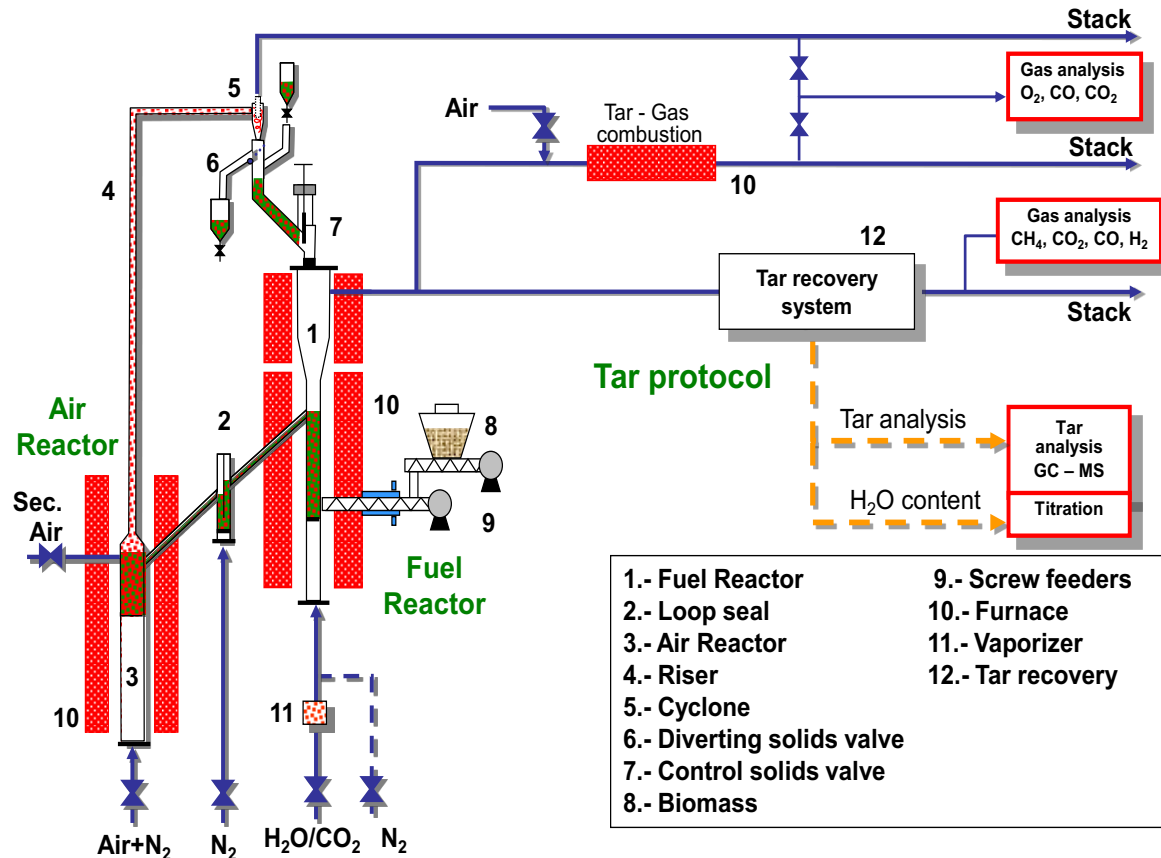 Stack
Gas analysis
O₂, CO, CO₂
5
Air
Tar - Gas
combustion
6
Stack
4
10
7
Gas analysis
CH₄, CO₂, CO, H₂
12
Tar recovery
system
Stack
1
Tar protocol
Air
Reactor
2
10
8
Tar analysis
Tar
analysis
GC – MS
Sec.
Air
9
H₂O content
Titration
Fuel
Reactor
3
10
11
Air+N₂
N₂
H₂O/CO₂
N₂
1.- Fuel Reactor
2.- Loop seal
3.- Air Reactor
4.- Riser
5.- Cyclone
6.- Diverting solids valve
7.- Control solids valve
8.- Biomass
9.- Screw feeders
10.- Furnace
11.- Vaporizer
12.- Tar recovery